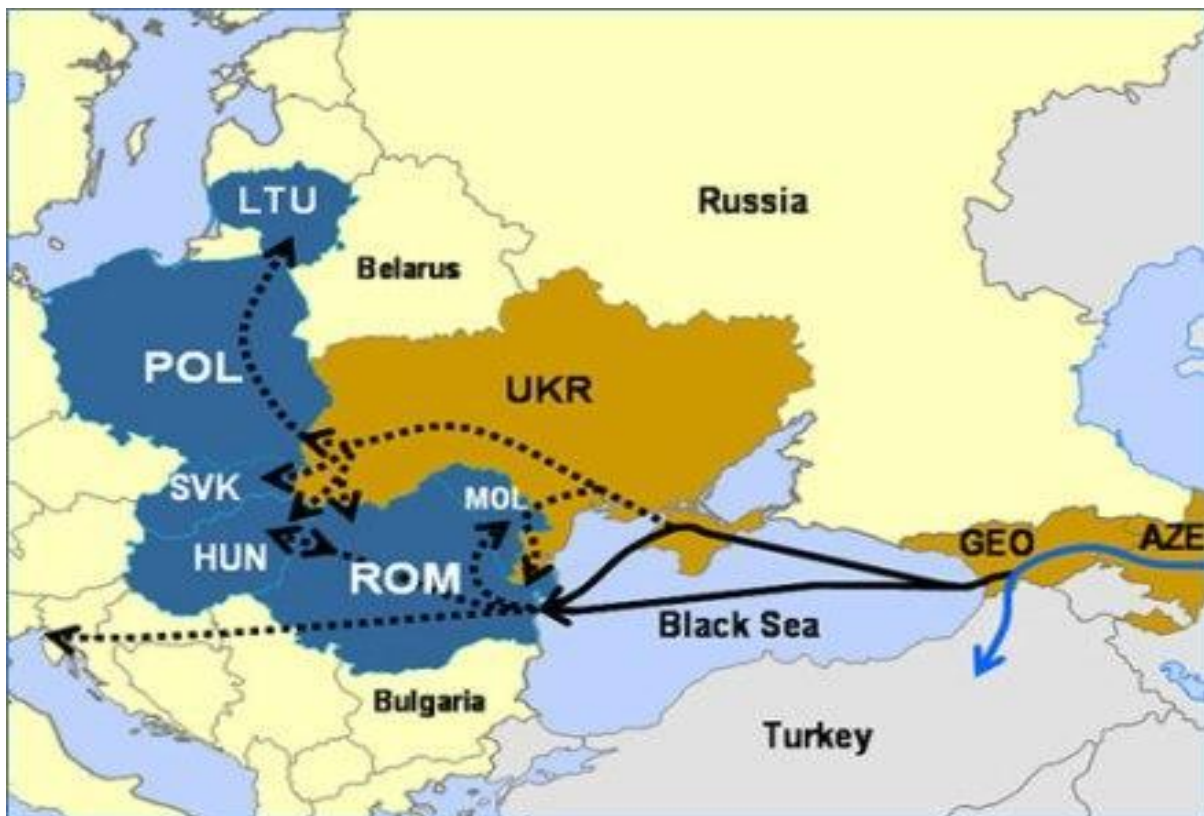 LTU
Russia
Belarus
POL
UKR
SVK
MOL
GEO
AZE
HUN
ROM
Black Sea
Bulgaria
Turkey